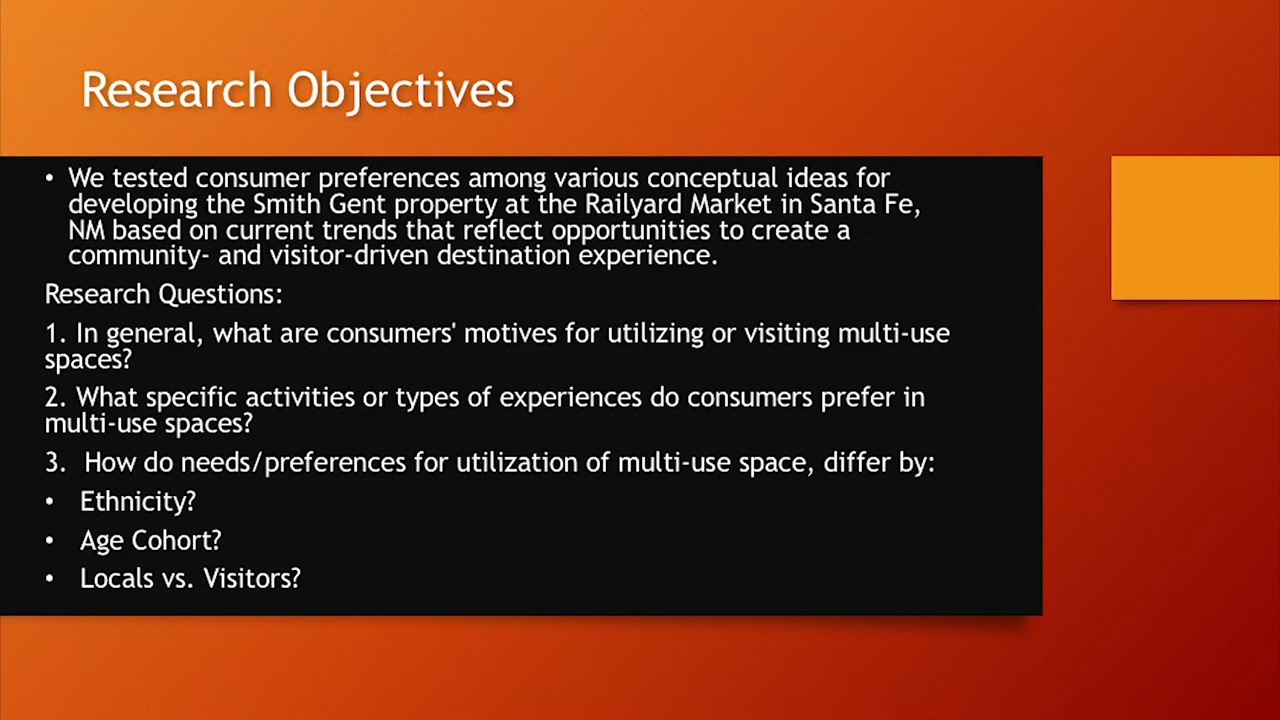 Research Objectives
• We tested consumer preferences among various conceptual ideas for
developing the Smith Gent property at the Railyard Market in Santa Fe,
NM based on current trends that reflect opportunities to create a
community- and visitor-driven destination experience.
Research Questions:
1. In general, what are consumers' motives for utilizing or visiting multi-use
spaces?
2. What specific activities or types of experiences do consumers prefer in
multi-use spaces?
3. How do needs/preferences for utilization of multi-use space, differ by:
• Ethnicity?
• Age Cohort?
• Locals vs. Visitors?